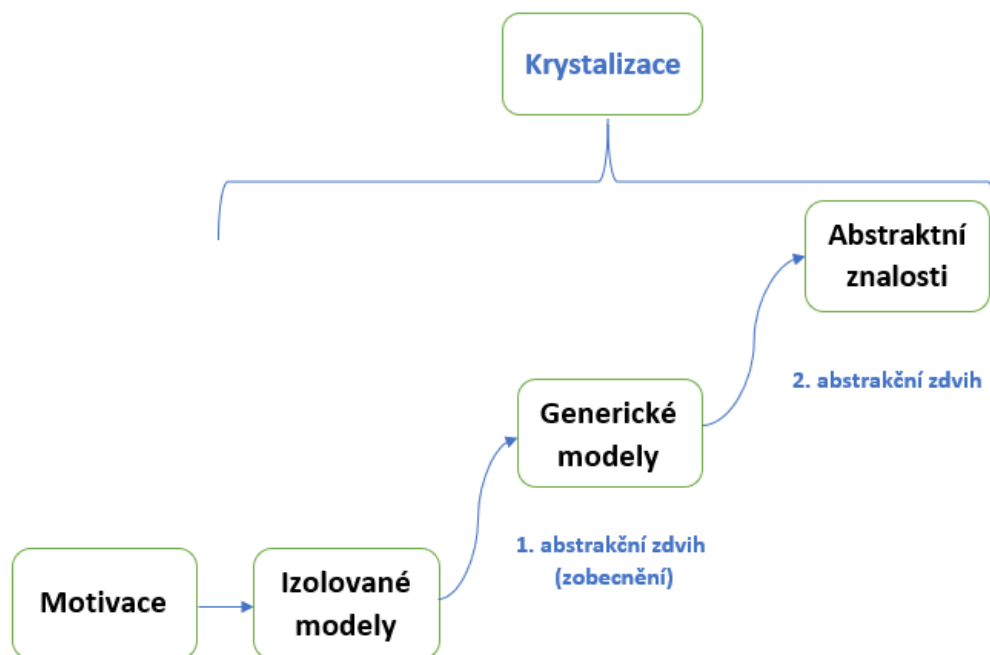 Krystalizace
Abstraktní
znalosti
2. abstrakční zdvih
Generické
modely
1. abstrakční zdvih
(zobecnění)
Motivace
Izolované
modely